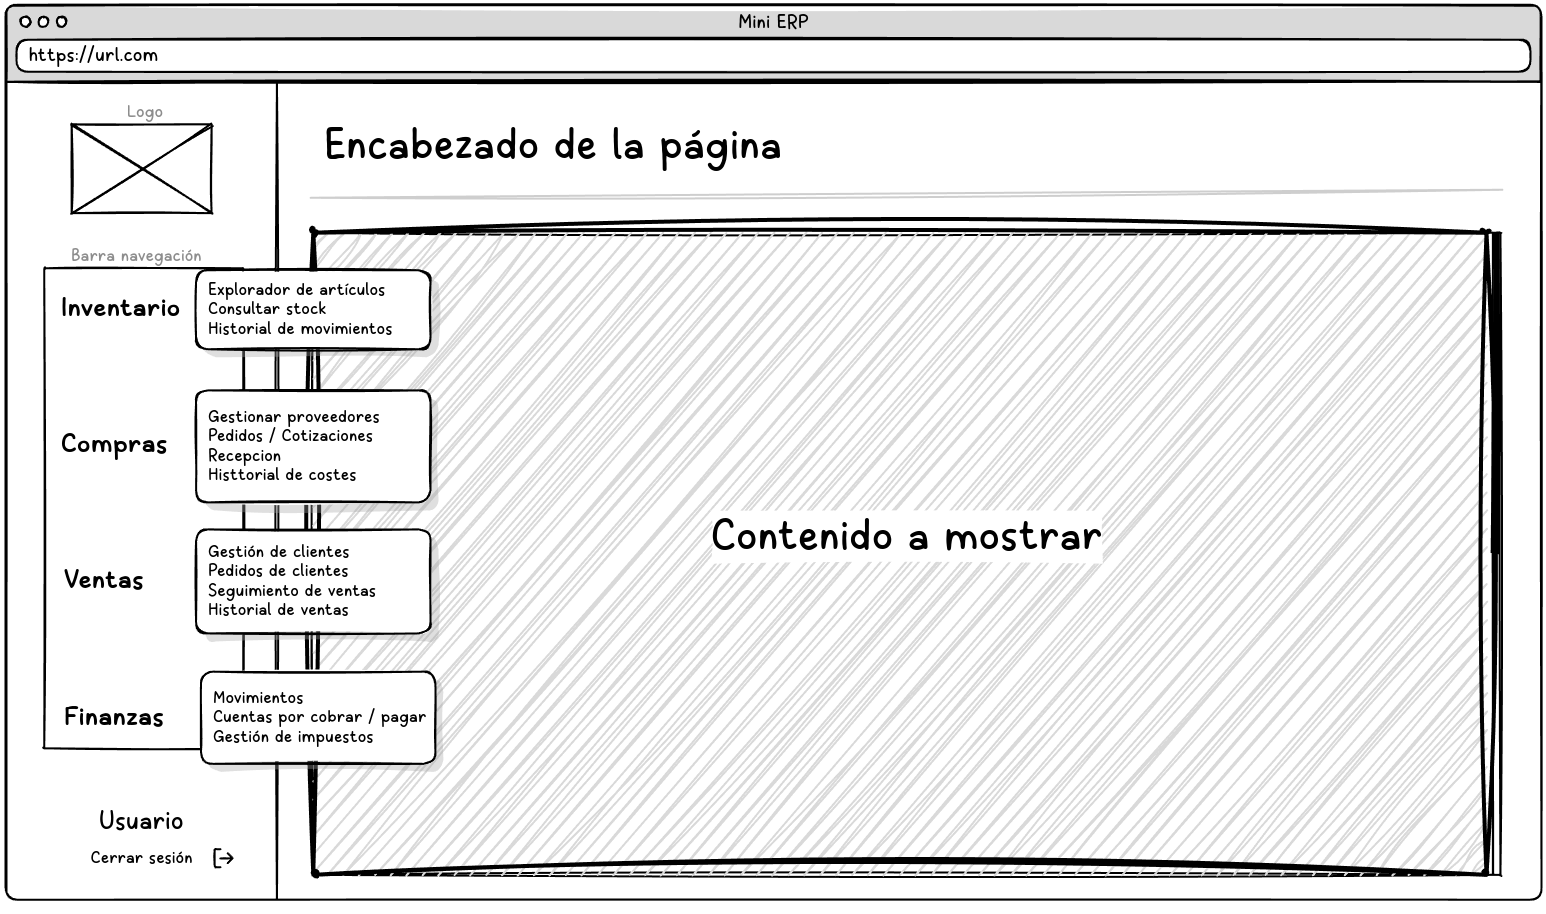 Mini ERP
https://url.com
Logo
Encabezado de la página
Barra navegación
Inventario
Explorador de artículos
Consultar stock
Historial de movimientos
Compras
Gestionar proveedores
Pedidos / Cotizaciones
Recepcion
Histtorial de costes
Contenido a mostrar
Ventas
Gestión de clientes
Pedidos de clientes
Seguimiento de ventas
Historial de ventas
Finanzas
Movimientos
Cuentas por cobrar / pagar
Gestión de impuestos
Usuario
Cerrar sesión